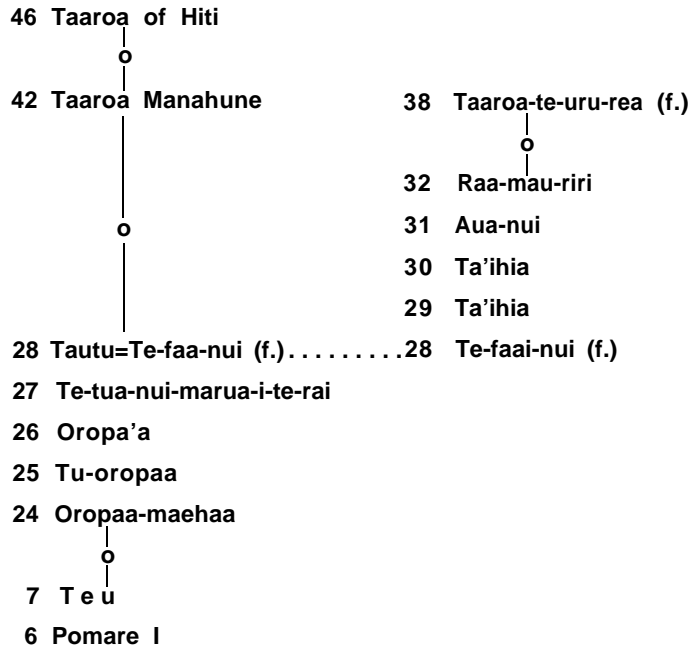 46 Taaroa of Hiti
o
42 Taaroa Manahune 38 Taaroa-te-uru-rea (f.)
o
32 Raa-mau-riri
o 31 Aua-nui
30 Ta'ihia
29 Ta'ihia
28 Tautu=Te-faa-nui (f.).........28 Te-faai-nui (f.)
27 Te-tua-nui-marua-i-te-rai
26 Oropa'a
25 Tu-oropaa
24 Oropaa-maehaa
o
7 Teu
6 Pomare I